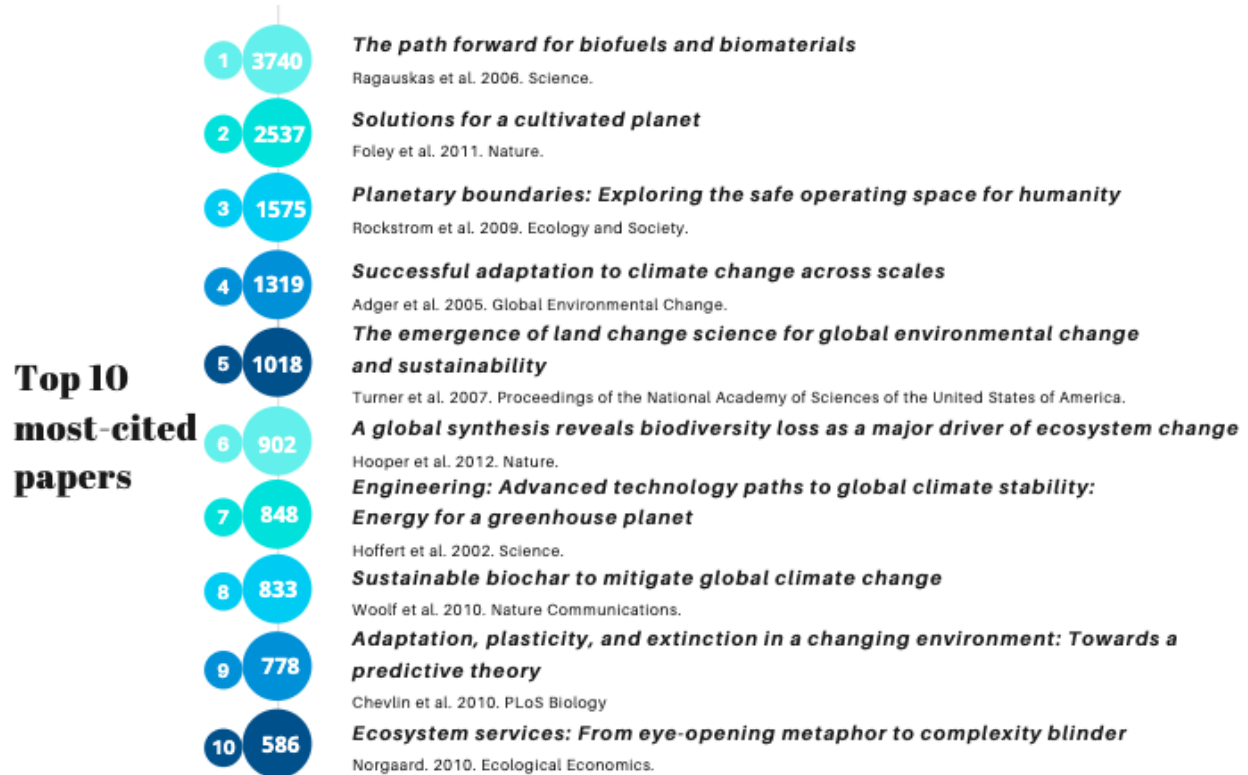 Top 10
most-cited
papers
1 3740 The path forward for biofuels and biomaterials
Ragauskas et al. 2006. Science.
2 2537 Solutions for a cultivated planet
Foley et al. 2011. Nature.
3 1575 Planetary boundaries: Exploring the safe operating space for humanity
Rockstrom et al. 2009. Ecology and Society.
4 1319 Successful adaptation to climate change across scales
Adger et al. 2005. Global Environmental Change.
5 1018 The emergence of land change science for global environmental change
and sustainability
Turner et al. 2007. Proceedings of the National Academy of Sciences of the United States of America.
6 902 A global synthesis reveals biodiversity loss as a major driver of ecosystem change
Hooper et al. 2012. Nature.
7 848 Engineering: Advanced technology paths to global climate stability:
Energy for a greenhouse planet
Hoffert et al. 2002. Science.
8 833 Sustainable biochar to mitigate global climate change
Woolf et al. 2010. Nature Communications.
9 778 Adaptation, plasticity, and extinction in a changing environment: Towards a
predictive theory
Chevlin et al. 2010. PLoS Biology
10 586 Ecosystem services: From eye-opening metaphor to complexity blinder
Norgaard. 2010. Ecological Economics.